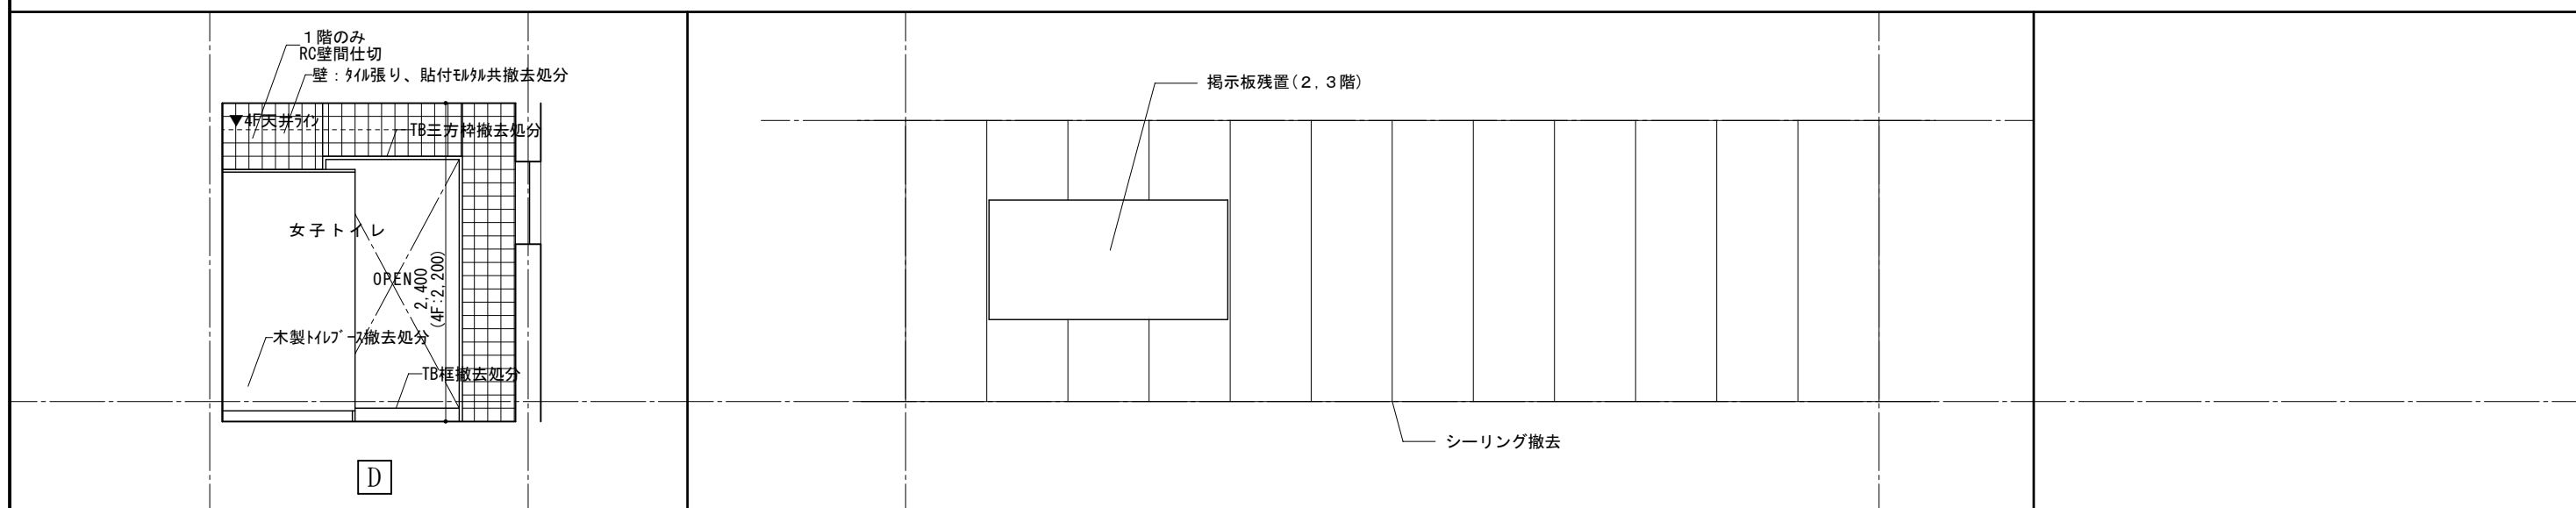 １階のみ
RC壁間仕切
壁：ﾀｲﾙ張り、貼付ﾓﾙﾀﾙ共撤去処分
▼4F天井ﾗｲﾝ
TB三方枠撤去処分
女子トイレ
OPEN
2,400
(4F:2,200)
木製ﾄｲﾚﾌﾞｰｽ撤去処分
TB框撤去処分
D
掲示板残置(２,３階)
シーリング撤去